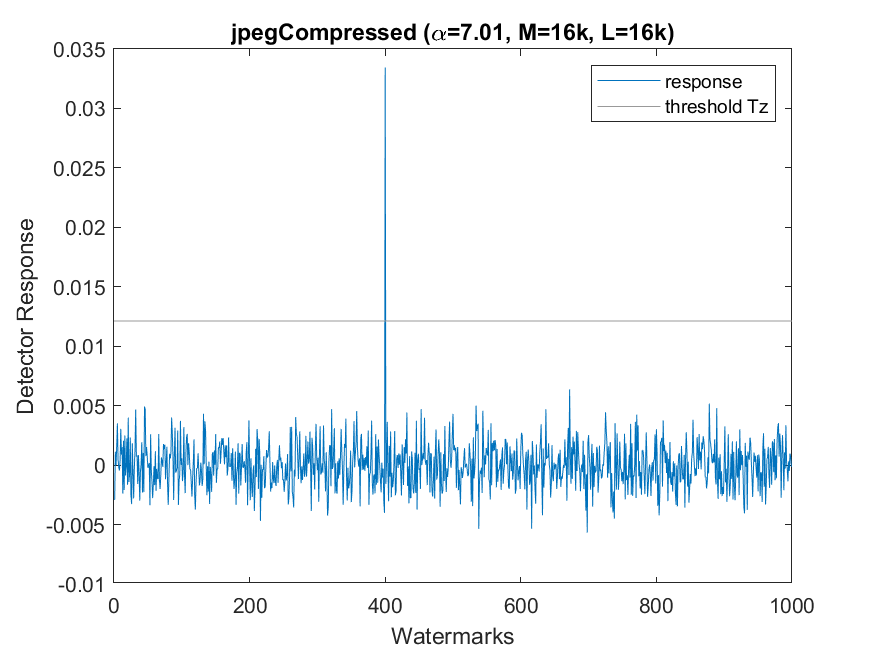 jpegCompressed (α=7.01, M=16k, L=16k)
response
threshold Tz
Detector Response
0.035
0.03
0.025
0.02
0.015
0.01
0.005
0
-0.005
-0.01
0 200 400 600 800 1000
Watermarks